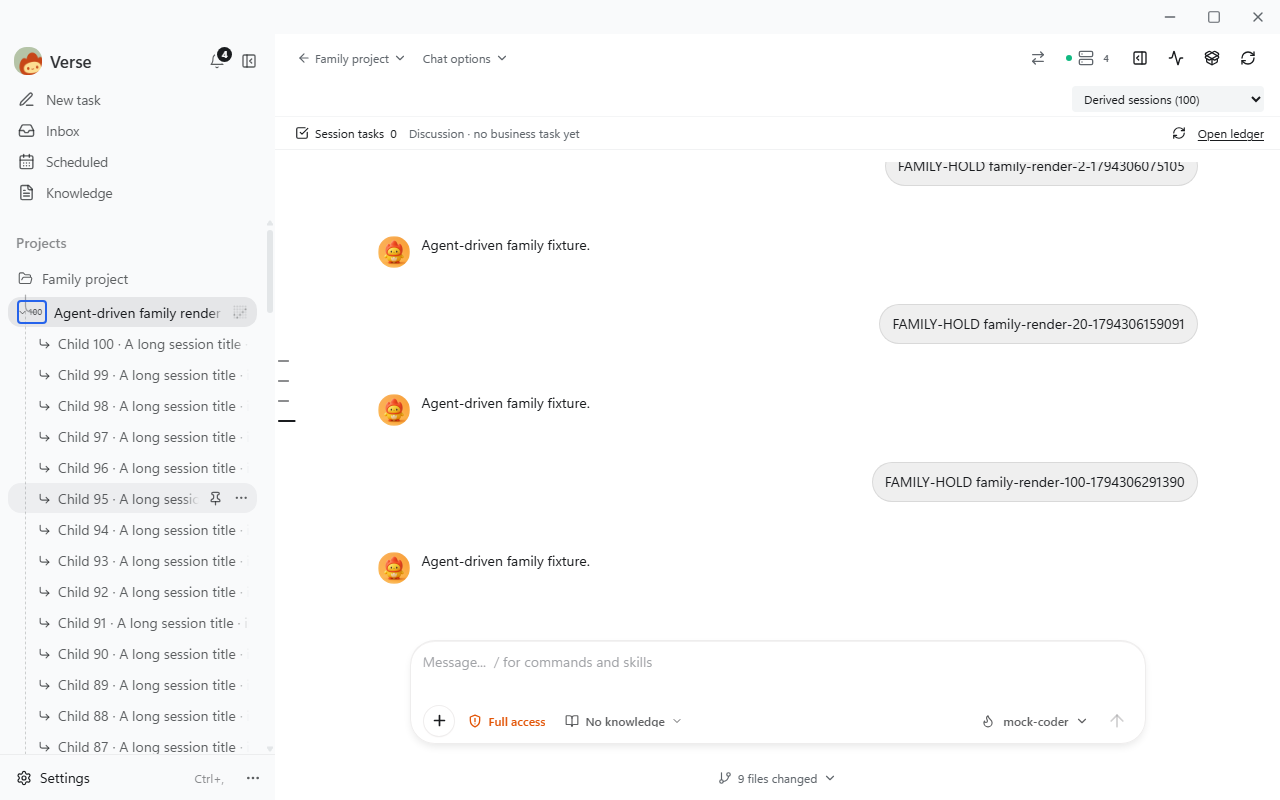 Verse
4
New task
Inbox
Scheduled
Knowledge
Projects
Family project
100
Agent-driven family render
Child 100 · A long session title
Child 99 · A long session title ·
Child 98 · A long session title ·
Child 97 · A long session title ·
Child 96 · A long session title ·
Child 95 · A long sessic
Child 94 · A long session title ·
Child 93 · A long session title ·
Child 92 · A long session title ·
Child 91 · A long session title ·
Child 90 · A long session title ·
Child 89 · A long session title ·
Child 88 · A long session title ·
Child 87 · A long session title ·
Settings
Ctrl+,
Family project
Chat options
4
Derived sessions (100)
Session tasks 0
Discussion · no business task yet
Open ledger
FAMILY-HOLD family-render-2-1794306075105
Agent-driven family fixture.
FAMILY-HOLD family-render-20-1794306159091
Agent-driven family fixture.
FAMILY-HOLD family-render-100-1794306291390
Agent-driven family fixture.
Message... / for commands and skills
Full access
No knowledge
mock-coder
9 files changed